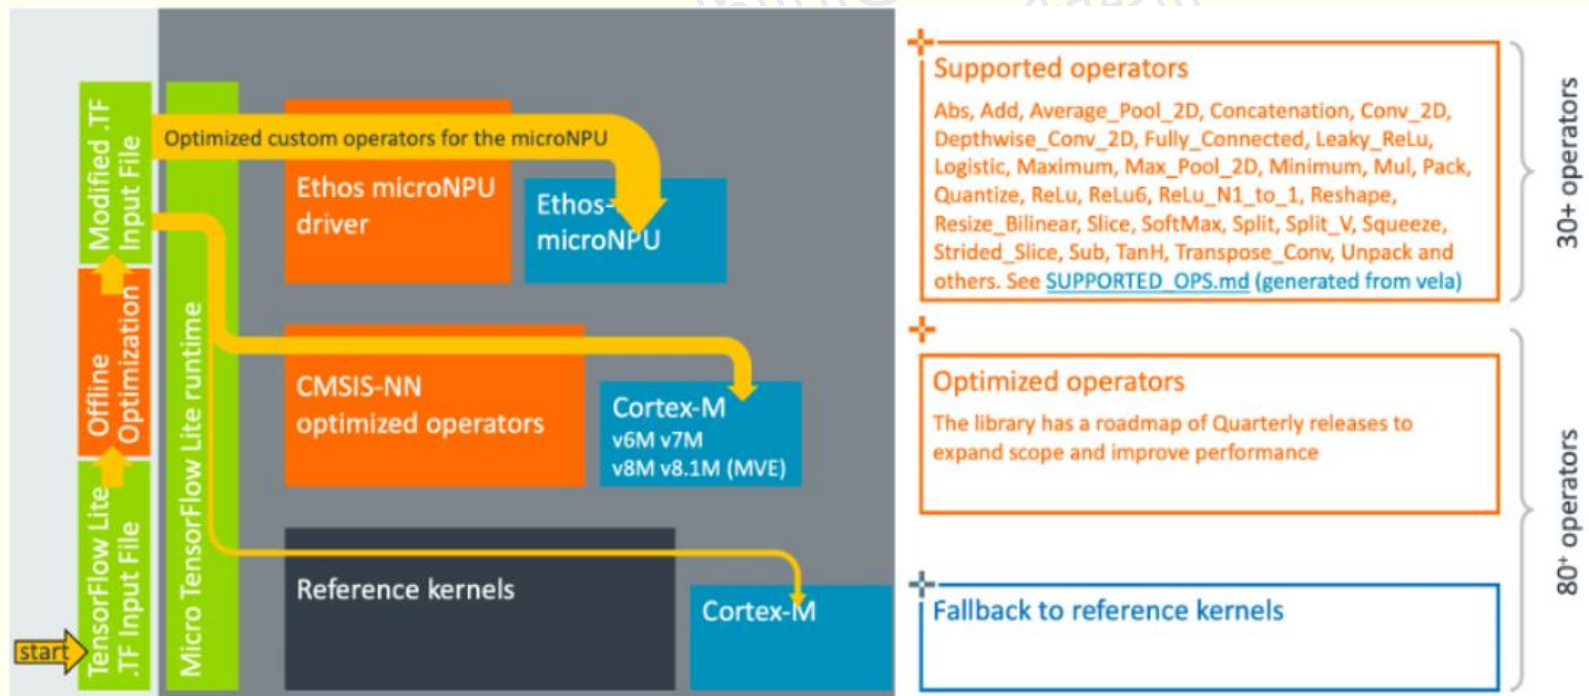 start
TensorFlow Lite
.TF Input File
Offline
Optimization
Modified .TF
Input File
Micro TensorFlow Lite runtime
Optimized custom operators for the microNPU
Ethos microNPU
driver
Ethos-
microNPU
CMSIS-NN
optimized operators
Cortex-M
v6M v7M
v8M v8.1M (MVE)
Reference kernels
Cortex-M
Supported operators
Abs, Add, Average_Pool_2D, Concatenation, Conv_2D,
Depthwise_Conv_2D, Fully_Connected, Leaky_ReLu,
Logistic, Maximum, Max_Pool_2D, Minimum, Mul, Pack,
Quantize, ReLu, ReLu6, ReLu_N1_to_1, Reshape,
Resize_Bilinear, Slice, SoftMax, Split, Split_V, Squeeze,
Strided_Slice, Sub, TanH, Transpose_Conv, Unpack and
others. See SUPPORTED_OPS.md (generated from vela)
30+ operators
Optimized operators
The library has a roadmap of Quarterly releases to
expand scope and improve performance
Fallback to reference kernels
80⁺ operators